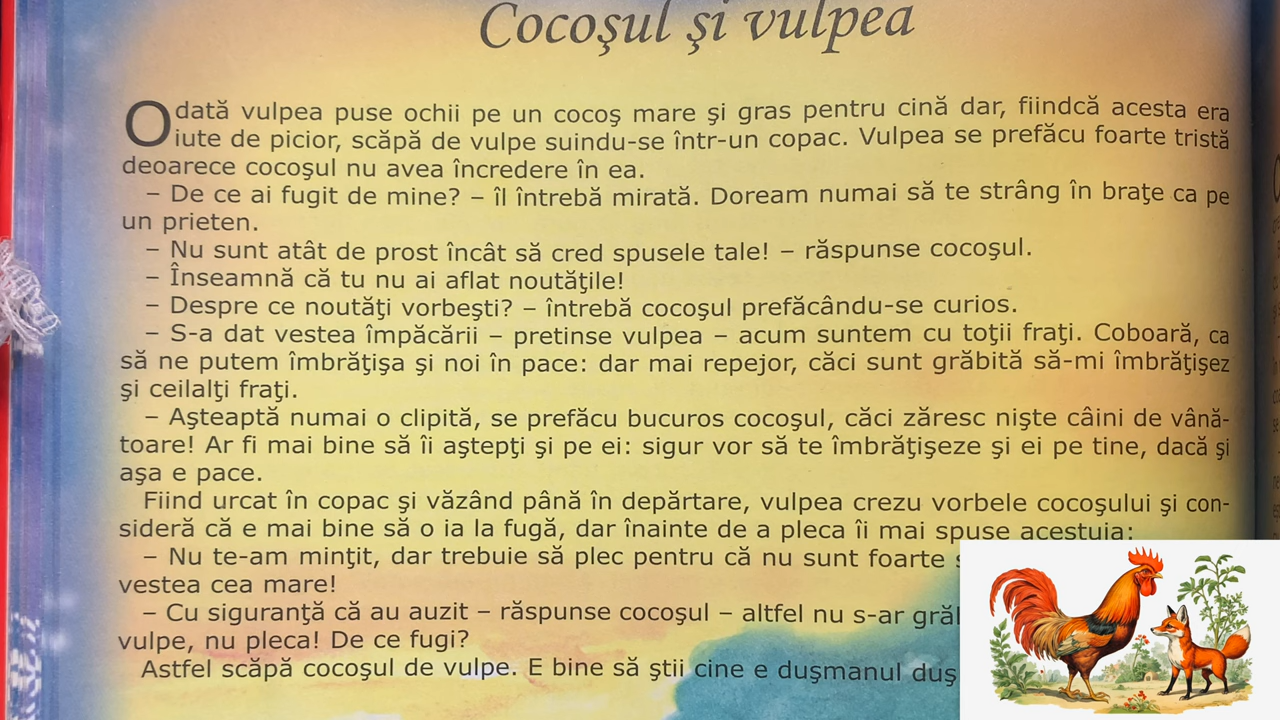 Cocoşul şi vulpea
Odată vulpea puse ochii pe un cocoş mare şi gras pentru cină dar, fiindcă acesta era
iute de picior, scăpă de vulpe suindu-se într-un copac. Vulpea se prefăcu foarte tristă
deoarece cocoşul nu avea încredere în ea.
– De ce ai fugit de mine? – îl întrebă mirată. Doream numai să te strâng în braţe ca pe
un prieten.
– Nu sunt atât de prost încât să cred spusele tale! – răspunse cocoşul.
– Înseamnă că tu nu ai aflat noutăţile!
– Despre ce noutăţi vorbeşti? – întrebă cocoşul prefăcându-se curios.
– S-a dat vestea împăcării – pretinse vulpea – acum suntem cu toţii fraţi. Coboară, ca
să ne putem îmbrăţişa şi noi în pace: dar mai repejor, căci sunt grăbită să-mi îmbrăţişez
şi ceilalţi fraţi.
– Aşteaptă numai o clipită, se prefăcu bucuros cocoşul, căci zăresc nişte câini de vână-
toare! Ar fi mai bine să îi aştepţi şi pe ei: sigur vor să te îmbrăţişeze şi ei pe tine, dacă şi
aşa e pace.
Fiind urcat în copac şi văzând până în depărtare, vulpea crezu vorbele cocoşului şi con-
sideră că e mai bine să o ia la fugă, dar înainte de a pleca îi mai spuse acestuia:
– Nu te-am minţit, dar trebuie să plec pentru că nu sunt foarte
vestea cea mare!
– Cu siguranţă că au auzit – răspunse cocoşul – altfel nu s-ar
vulpe, nu pleca! De ce fugi?
Astfel scăpă cocoşul de vulpe. E bine să ştii cine e duşmanul